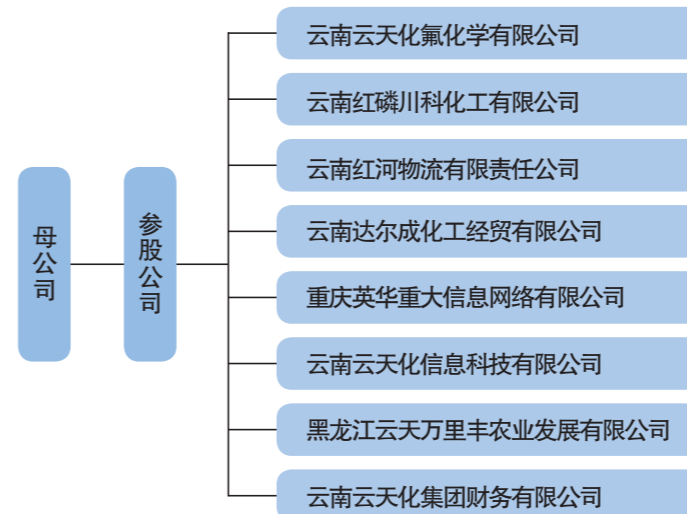 母公司
参股公司
云南云天化氟化学有限公司
云南红磷川科化工有限公司
云南红河物流有限责任公司
云南达尔成化工经贸有限公司
重庆英华重大信息网络有限公司
云南云天化信息科技有限公司
黑龙江云天万里丰农业发展有限公司
云南云天化集团财务有限公司